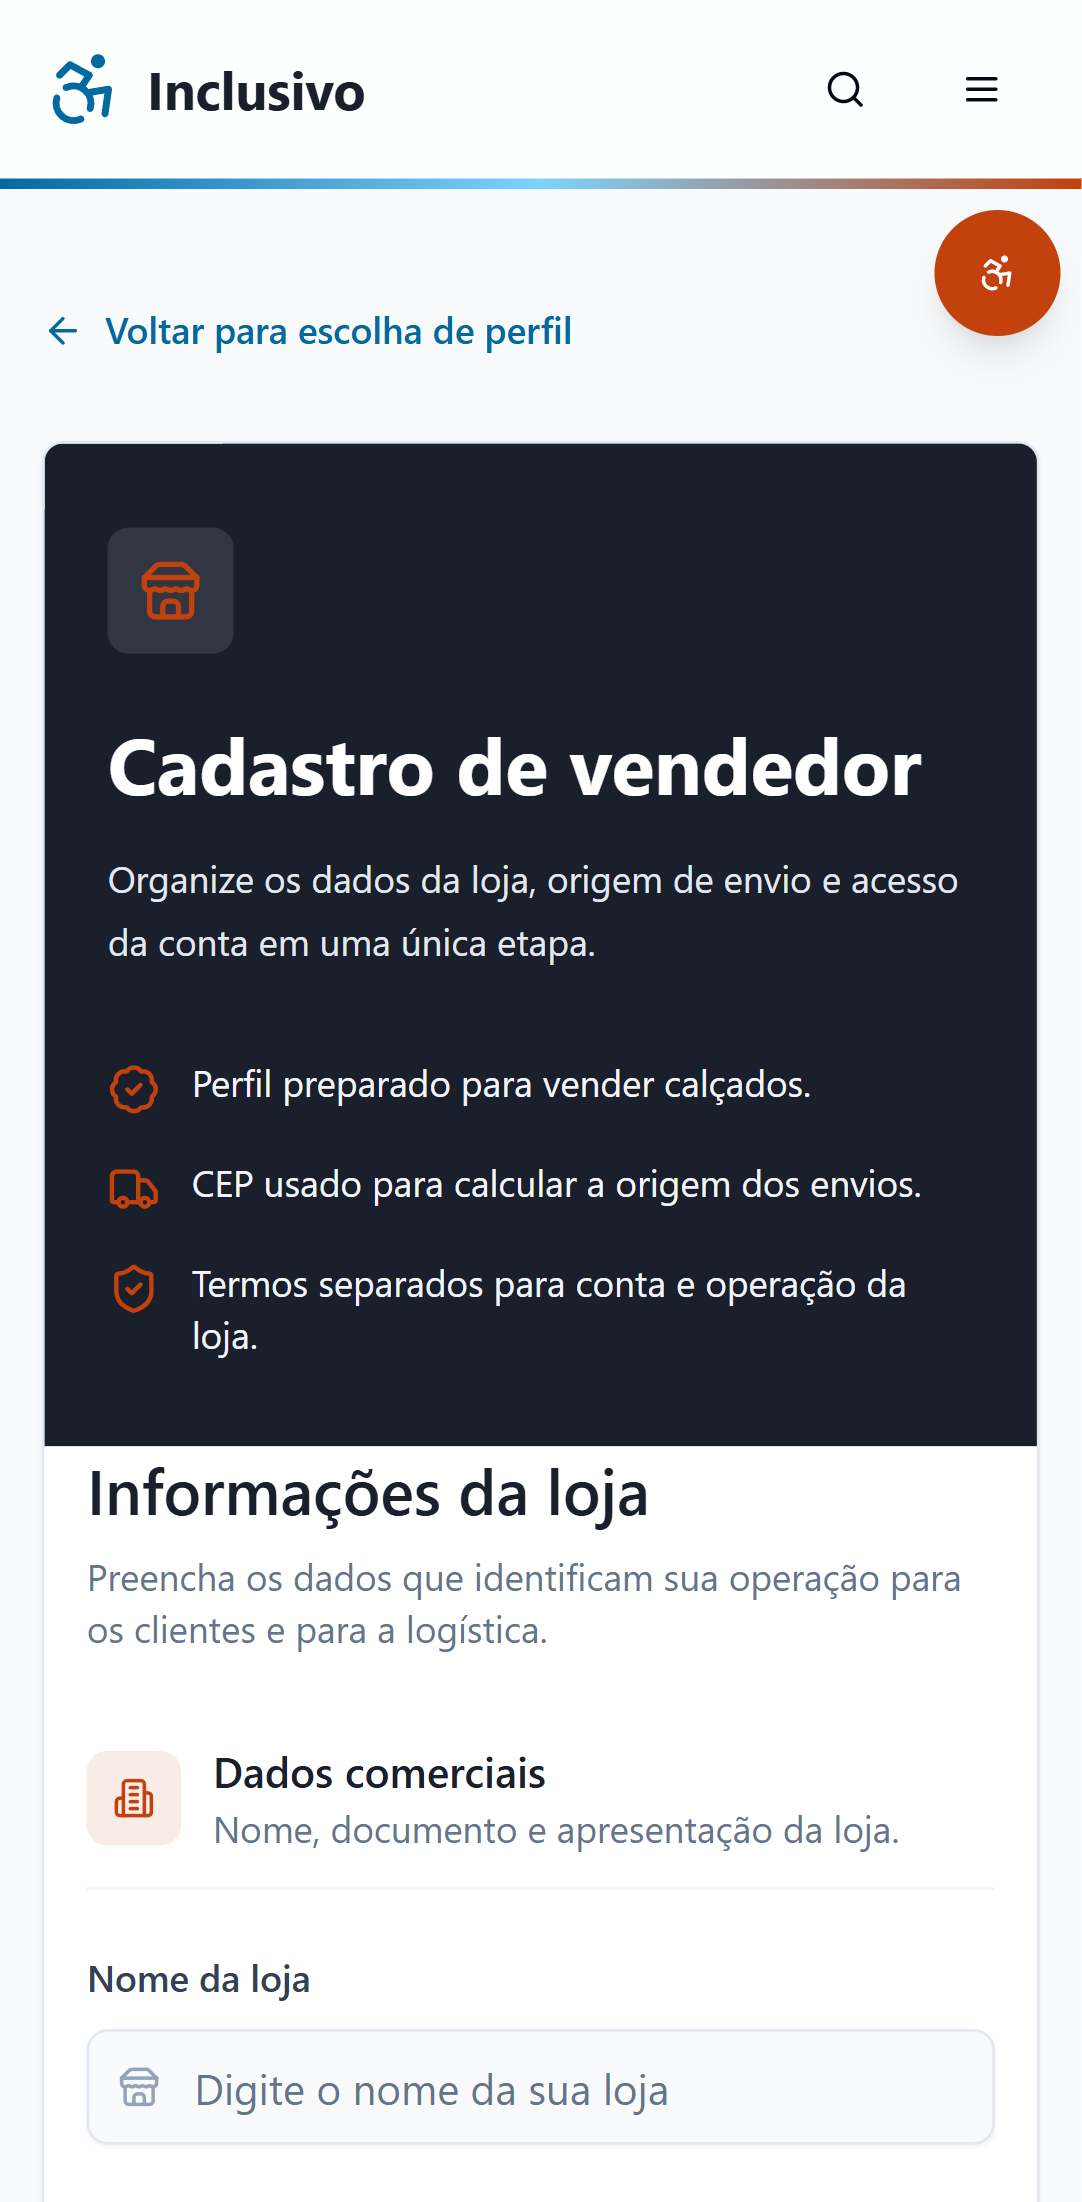 Inclusivo
Voltar para escolha de perfil
Cadastro de vendedor
Organize os dados da loja, origem de envio e acesso
da conta em uma única etapa.
Perfil preparado para vender calçados.
CEP usado para calcular a origem dos envios.
Termos separados para conta e operação da
loja.
Informações da loja
Preencha os dados que identificam sua operação para
os clientes e para a logística.
Dados comerciais
Nome, documento e apresentação da loja.
Nome da loja
Digite o nome da sua loja